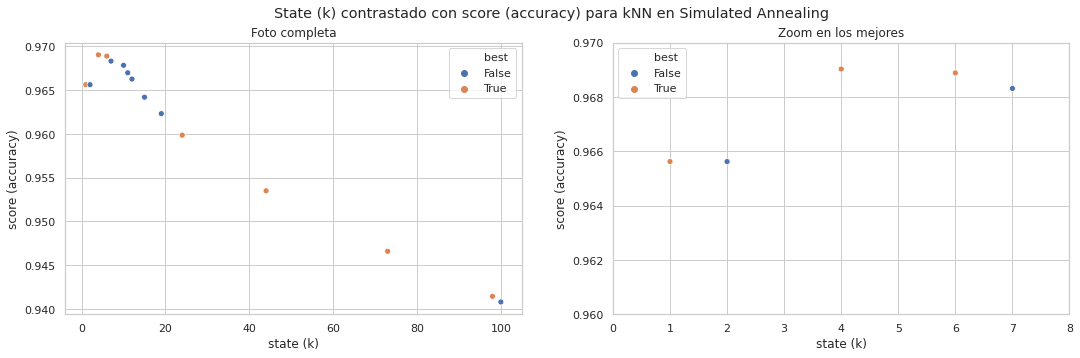 State (k) contrastado con score (accuracy) para kNN en Simulated Annealing
Foto completa
score (accuracy)
0.970
0.965
0.960
0.955
0.950
0.945
0.940
best
False
True
0 20 40 60 80 100
state (k)
Zoom en los mejores
score (accuracy)
0.970
0.968
0.966
0.964
0.962
0.960
best
False
True
0 1 2 3 4 5 6 7 8
state (k)